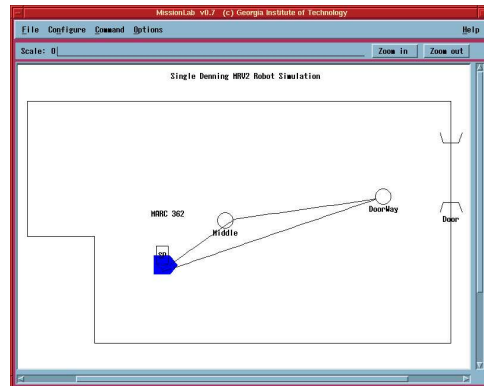 MissionLab v0.7 (c) Georgia Institute of Technology
File Configure Command Options Help
Scale: 0 Zoom in Zoom out
Single Denning MRV2 Robot Simulation
MARC 362
DoorWay
Door
Middle